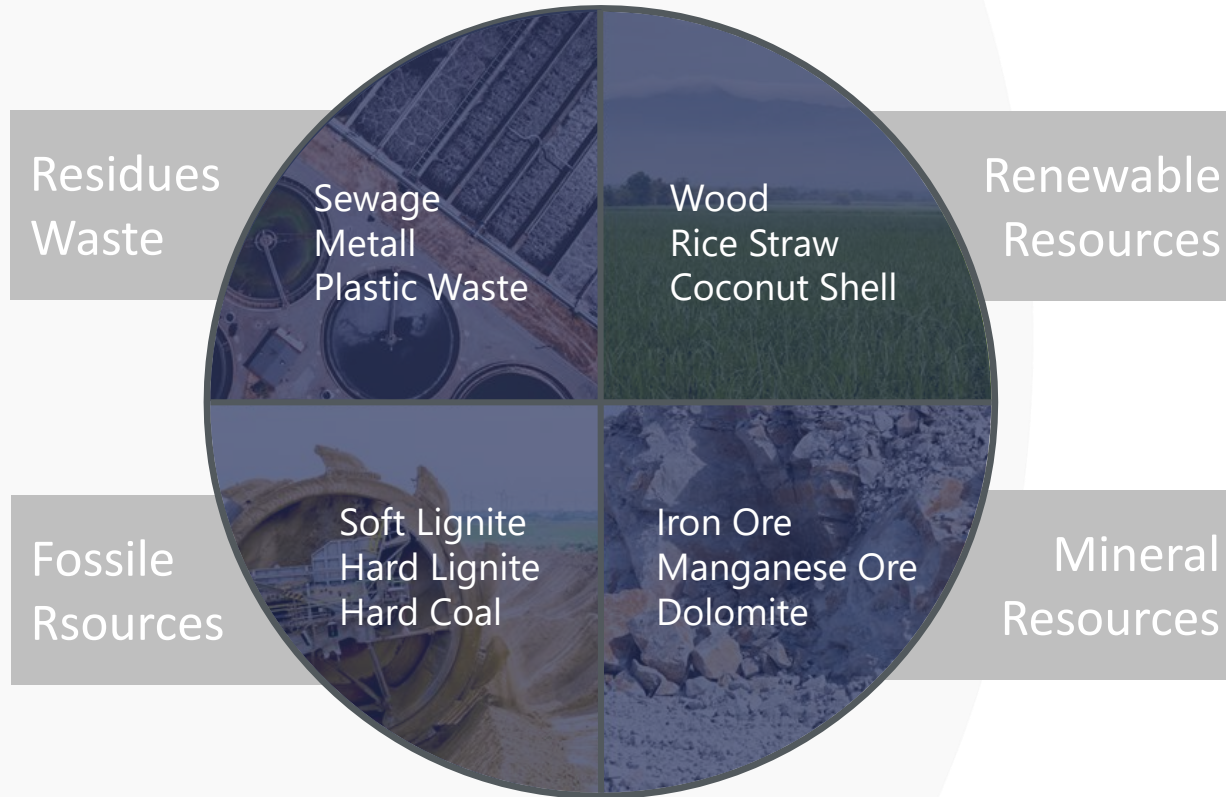 Residues
Waste
Sewage
Metall
Plastic Waste
Wood
Rice Straw
Coconut Shell
Renewable
Resources
Fossile
Rsources
Soft Lignite
Hard Lignite
Hard Coal
Iron Ore
Manganese Ore
Dolomite
Mineral
Resources